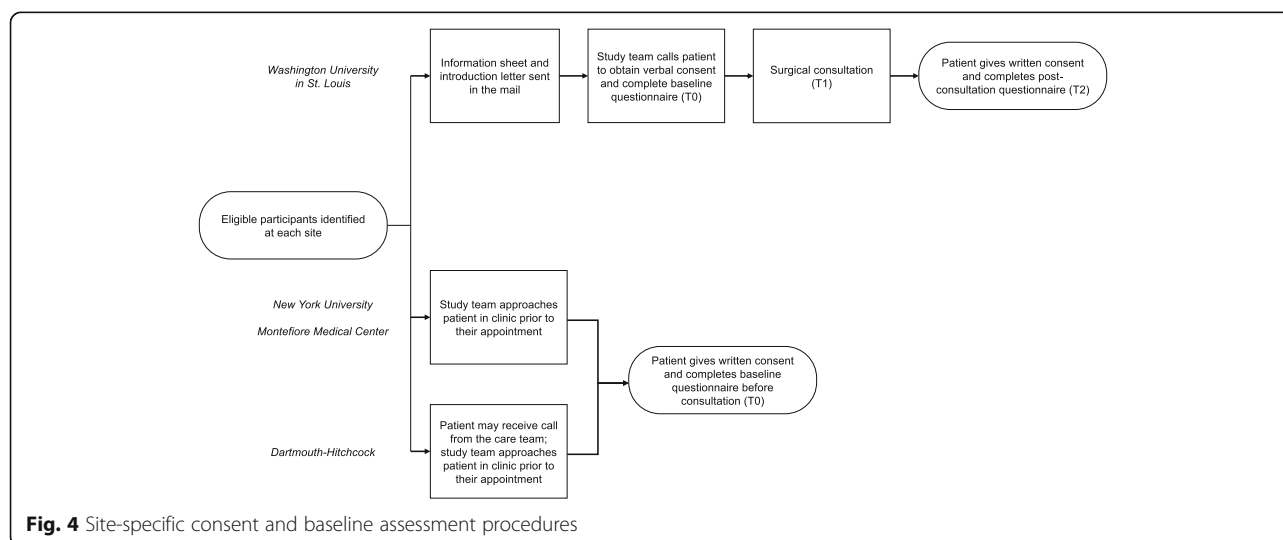 Washington University
in St. Louis
Information sheet and
introduction letter sent
in the mail
Study team calls patient
to obtain verbal consent
and complete baseline
questionnaire (T0)
Surgical consultation
(T1)
Patient gives written consent
and completes post-
consultation questionnaire (T2)
Eligible participants identified
at each site
New York University
Montefiore Medical Center
Study team approaches
patient in clinic prior to
their appointment
Patient gives written consent
and completes baseline
questionnaire before
consultation (T0)
Dartmouth-Hitchcock
Patient may receive call
from the care team;
study team approaches
patient in clinic prior to
their appointment
Fig. 4 Site-specific consent and baseline assessment procedures